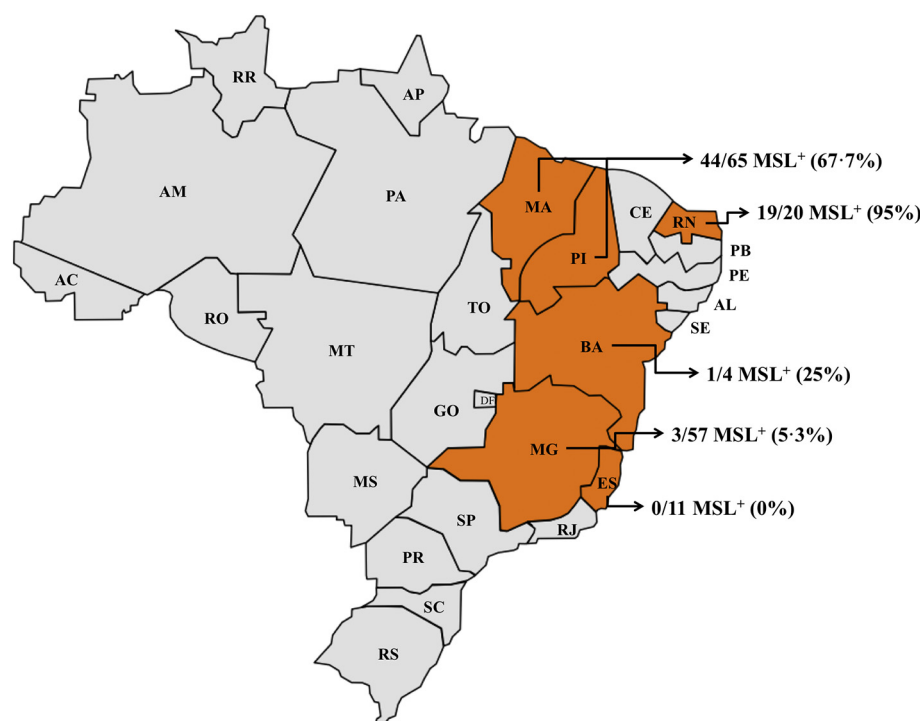 RR
AP
AM
PA
MA
44/65 MSL⁺ (67·7%)
CE
RN
19/20 MSL⁺ (95%)
PI
PB
PE
AC
RO
TO
AL
SE
MT
BA
1/4 MSL⁺ (25%)
DF
GO
MG
3/57 MSL⁺ (5·3%)
MS
ES
0/11 MSL⁺ (0%)
SP
RJ
PR
SC
RS